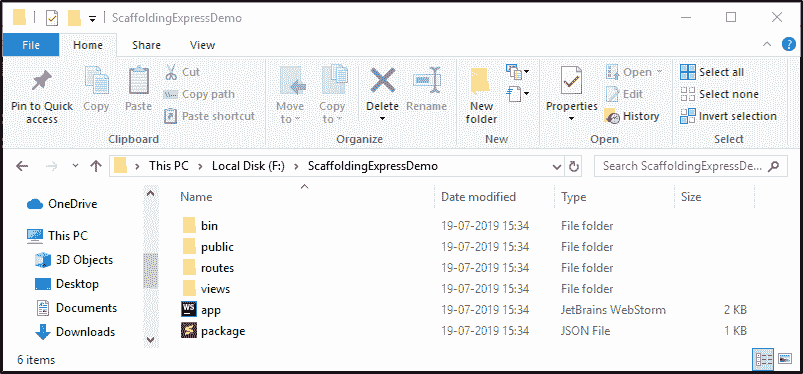 ScaffoldingExpressDemo
File Home Share View
Pin to Quick access
Copy
Paste
Cut
Copy path
Paste shortcut
Clipboard
Move to
Copy to
Delete
Rename
Organize
New folder
New
Properties
Open
Edit
History
Open
Select all
Select none
Invert selection
Select
This PC > Local Disk (F:) > ScaffoldingExpressDemo
Search ScaffoldingExpressDe...
Name Date modified Type Size
OneDrive
This PC
3D Objects
Desktop
Documents
Downloads
bin 19-07-2019 15:34 File folder
public 19-07-2019 15:34 File folder
routes 19-07-2019 15:34 File folder
views 19-07-2019 15:34 File folder
WS app 19-07-2019 15:34 JetBrains WebStorm 2 KB
package 19-07-2019 15:34 JSON File 1 KB
6 items